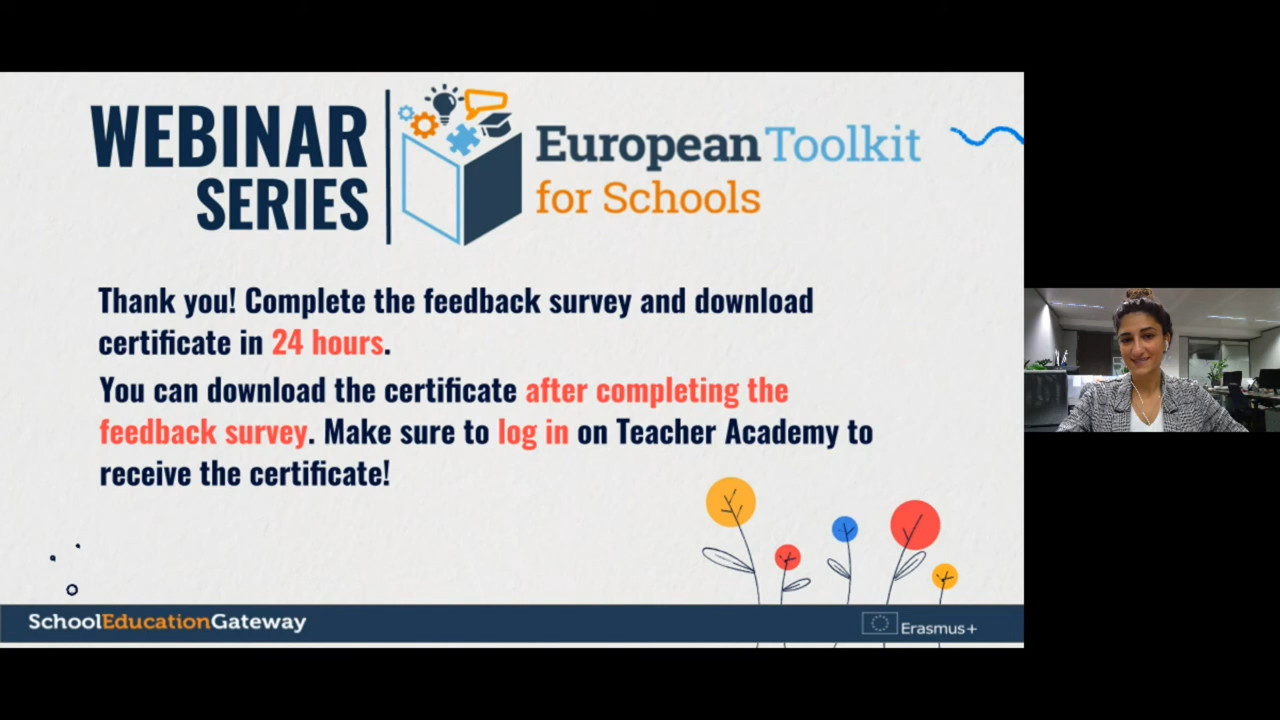 WEBINAR
SERIES
European Toolkit
for Schools
Thank you! Complete the feedback survey and download
certificate in 24 hours.
You can download the certificate after completing the
feedback survey. Make sure to log in on Teacher Academy to
receive the certificate!
SchoolEducationGateway
Erasmus+